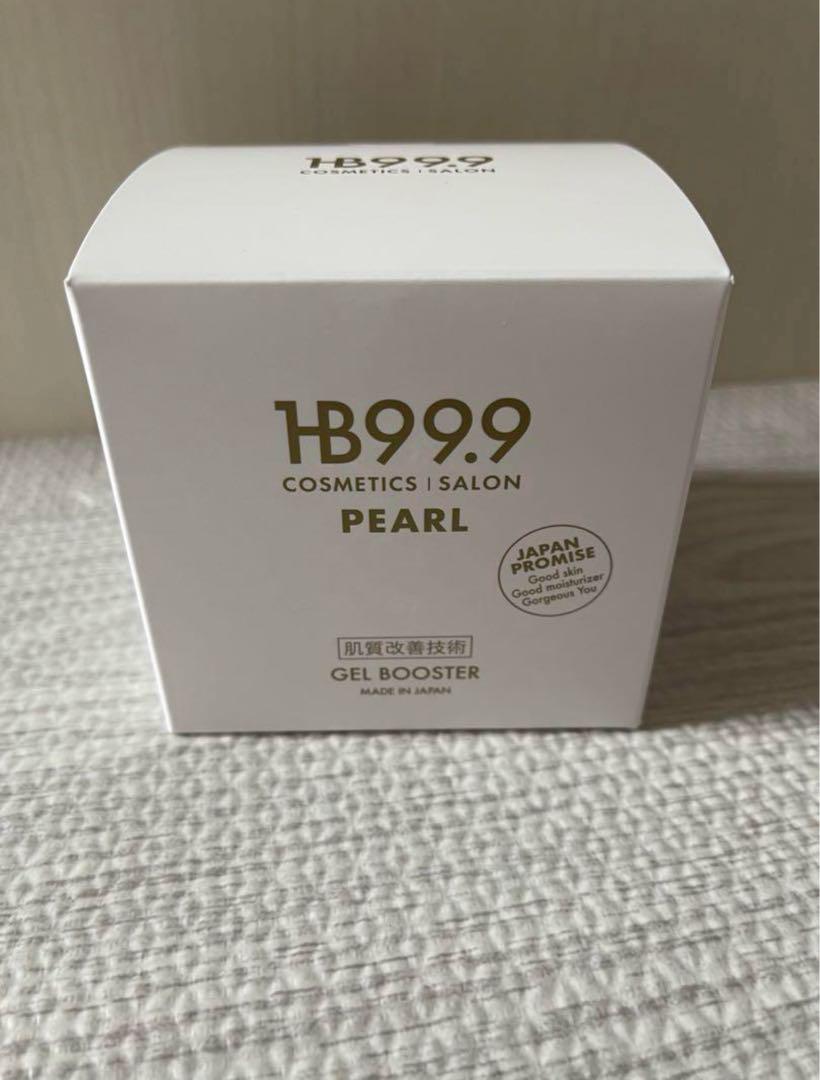 HB99.9
COSMETICS | SALON
HB99.9
COSMETICS | SALON
PEARL
JAPAN
PROMISE
Good skin
Good moisturizer
Gorgeous You
肌質改善技術
GEL BOOSTER
MADE IN JAPAN